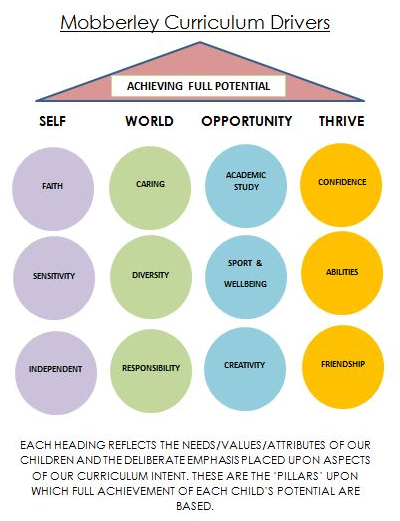 Mobberley Curriculum Drivers
ACHIEVING FULL POTENTIAL
SELF WORLD OPPORTUNITY THRIVE
FAITH
CARING
ACADEMIC
STUDY
CONFIDENCE
SENSITIVITY
DIVERSITY
SPORT &
WELLBEING
ABILITIES
INDEPENDENT
RESPONSIBILITY
CREATIVITY
FRIENDSHIP
EACH HEADING REFLECTS THE NEEDS/VALUES/ATTRIBUTES OF OUR
CHILDREN AND THE DELIBERATE EMPHASIS PLACED UPON ASPECTS
OF OUR CURRICULUM INTENT. THESE ARE THE 'PILLARS' UPON
WHICH FULL ACHIEVEMENT OF EACH CHILD'S POTENTIAL ARE
BASED.